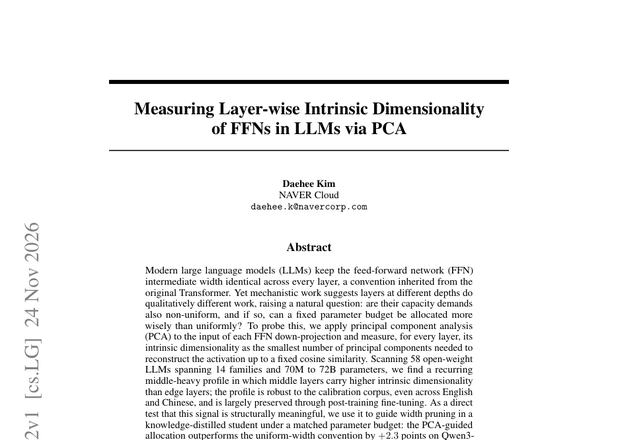 Measuring Layer-wise Intrinsic Dimensionality
of FFNs in LLMs via PCA
Daehee Kim
NAVER Cloud
daehee.k@navercorp.com
Abstract
Modern large language models (LLMs) keep the feed-forward network (FFN)
intermediate width identical across every layer, a convention inherited from the
original Transformer. Yet mechanistic work suggests layers at different depths do
qualitatively different work, raising a natural question: are their capacity demands
also non-uniform, and if so, can a fixed parameter budget be allocated more
wisely than uniformly? To probe this, we apply principal component analysis
(PCA) to the input of each FFN down-projection and measure, for every layer, its
intrinsic dimensionality as the smallest number of principal components needed to
reconstruct the activation up to a fixed cosine similarity. Scanning 58 open-weight
LLMs spanning 14 families and 70M to 72B parameters, we find a recurring
middle-heavy profile in which middle layers carry higher intrinsic dimensionality
than edge layers; the profile is robust to the calibration corpus, even across English
and Chinese, and is largely preserved through post-training fine-tuning. As a direct
test that this signal is structurally meaningful, we use it to guide width pruning in
a knowledge-distilled student under a matched parameter budget: the PCA-guided
allocation outperforms the uniform-width convention by +2.3 points on Qwen3-
2v1 [cs.LG] 24 Nov 2026